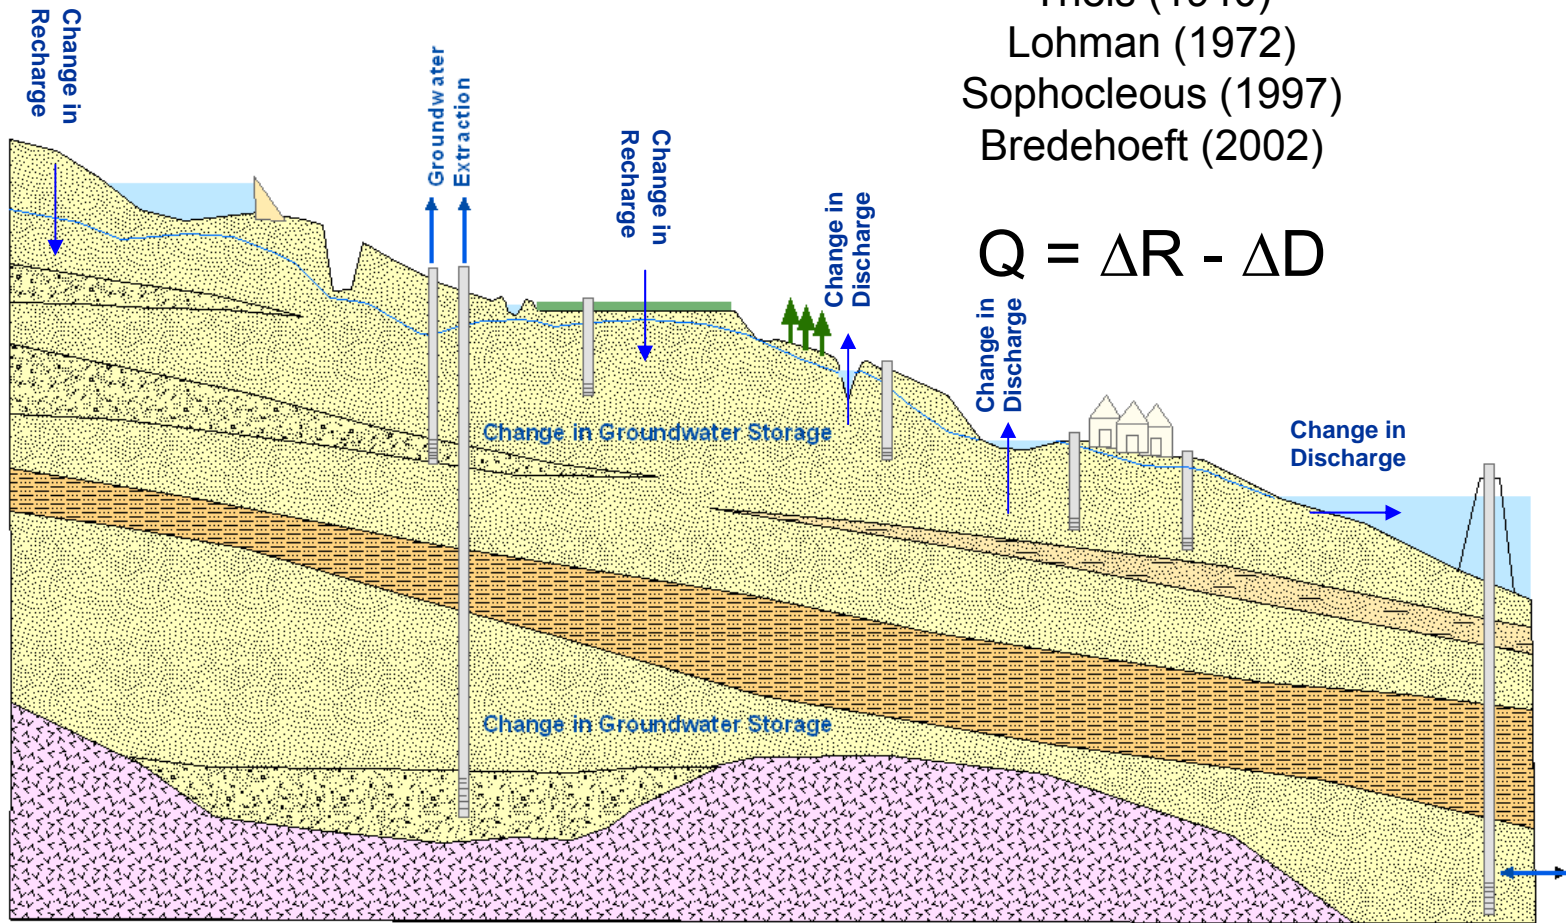 Lohman (1972)
Sophocleous (1997)
Bredehoeft (2002)
Q = ΔR - ΔD
Change in
Recharge
Groundwater
Extraction
Change in
Recharge
Change in
Discharge
Change in
Discharge
Change in
Discharge
Change in Groundwater Storage
Change in Groundwater Storage